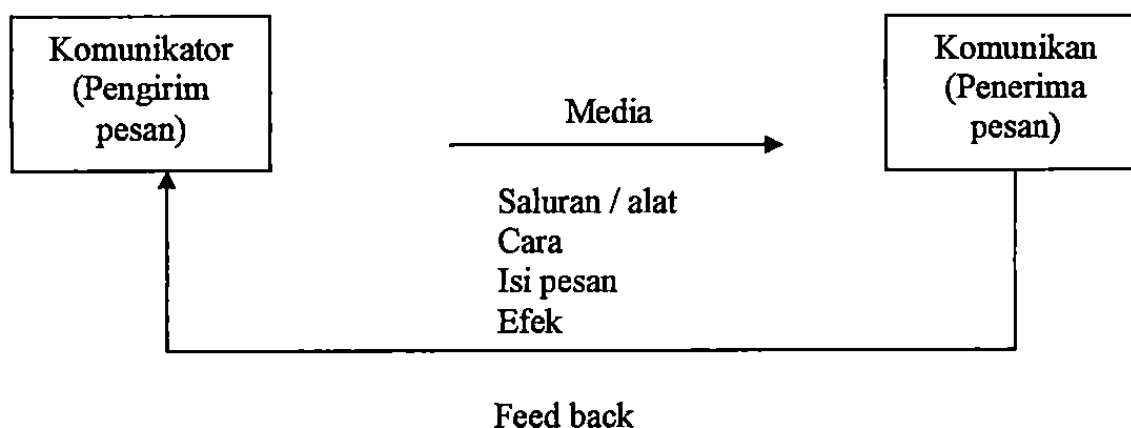 Komunikator
(Pengirim
pesan)
Media
Komunikan
(Penerima
pesan)
Saluran / alat
Cara
Isi pesan
Efek
Feed back